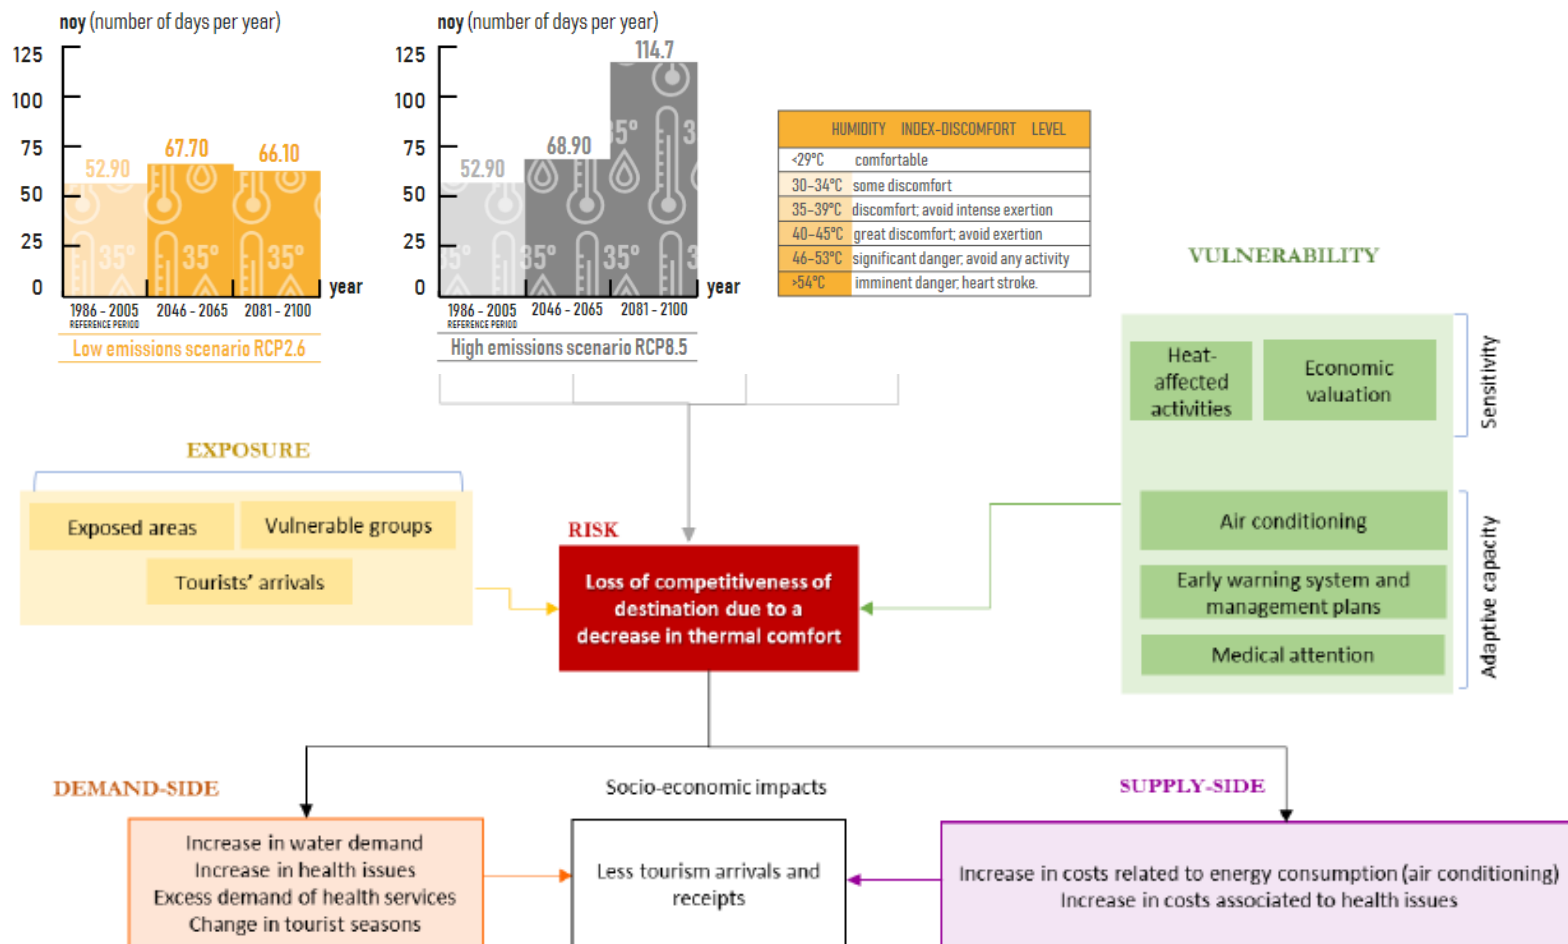 noy (number of days per year)
125
100
75
50
25
0
52.90
67.70
66.10
35°
35°
35°
year
1986 - 2005
REFERENCE PERIOD
2046 - 2065
2081 - 2100
Low emissions scenario RCP2.6
noy (number of days per year)
125
100
75
50
25
0
52.90
68.90
114.7
35°
35°
35°
year
1986 - 2005
REFERENCE PERIOD
2046 - 2065
2081 - 2100
High emissions scenario RCP8.5
HUMIDITY INDEX-DISCOMFORT LEVEL
<29°C comfortable
30-34°C some discomfort
35-39°C discomfort; avoid intense exertion
40-45°C great discomfort; avoid exertion
46-53°C significant danger; avoid any activity
>54°C imminent danger; heart stroke.
VULNERABILITY
Heat-
affected
activities
Economic
valuation
Sensitivity
Air conditioning
Early warning system and
management plans
Medical attention
Adaptive capacity
EXPOSURE
Exposed areas
Vulnerable groups
Tourists' arrivals
RISK
Loss of competitiveness of
destination due to a
decrease in thermal comfort
DEMAND-SIDE
Increase in water demand
Increase in health issues
Excess demand of health services
Change in tourist seasons
Socio-economic impacts
Less tourism arrivals and
receipts
SUPPLY-SIDE
Increase in costs related to energy consumption (air conditioning)
Increase in costs associated to health issues